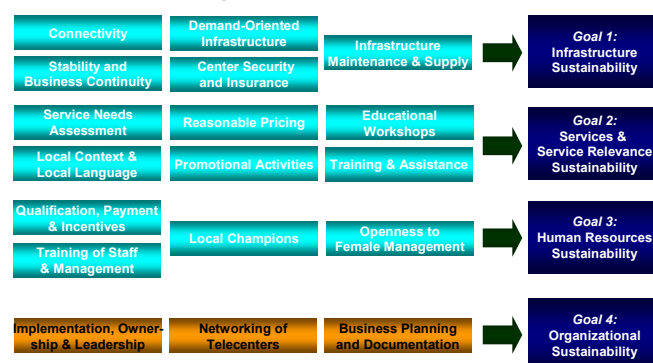 Connectivity
Demand-Oriented
Infrastructure
Infrastructure
Maintenance & Supply
Stability and
Business Continuity
Center Security
and Insurance
Goal 1:
Infrastructure
Sustainability
Service Needs
Assessment
Reasonable Pricing
Educational
Workshops
Local Context &
Local Language
Promotional Activities
Training & Assistance
Goal 2:
Services &
Service Relevance
Sustainability
Qualification, Payment
& Incentives
Training of Staff
& Management
Local Champions
Openness to
Female Management
Goal 3:
Human Resources
Sustainability
Implementation, Owner-
ship & Leadership
Networking of
Telecenters
Business Planning
and Documentation
Goal 4:
Organizational
Sustainability